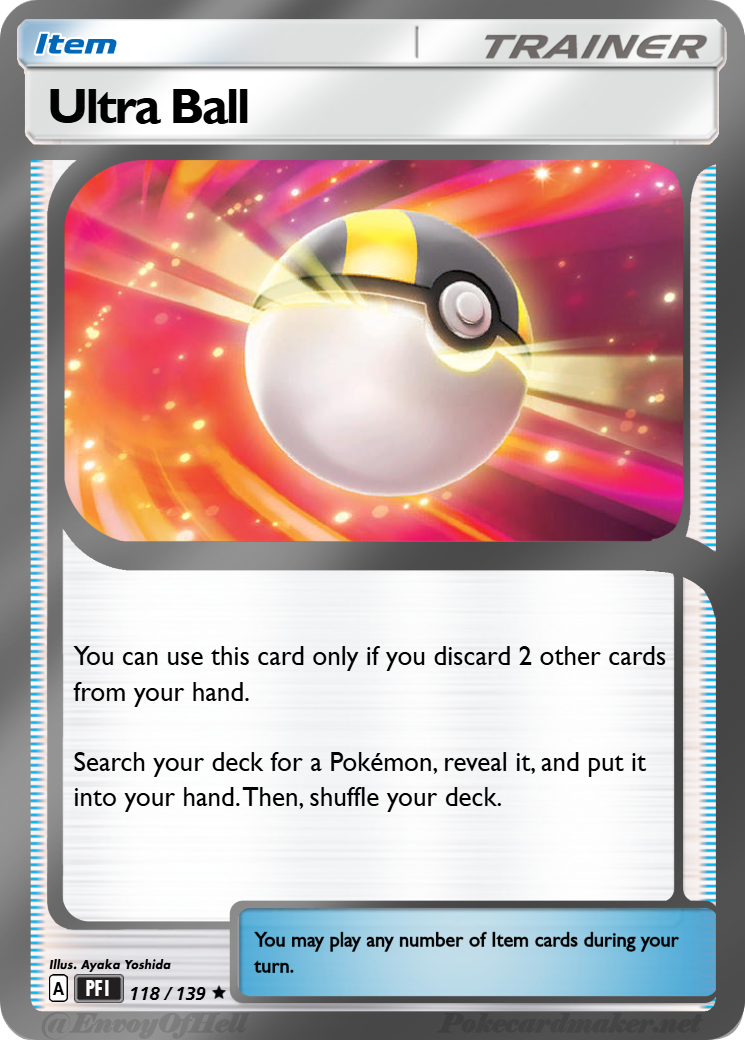 Item
TRAINER
Ultra Ball
You can use this card only if you discard 2 other cards
from your hand.
Search your deck for a Pokémon, reveal it, and put it
into your hand. Then, shuffle your deck.
You may play any number of Item cards during your
turn.
Illus. Ayaka Yoshida
A PFI 118 / 139 ★
@EnvoyOfHell
Pokecardmaker.net